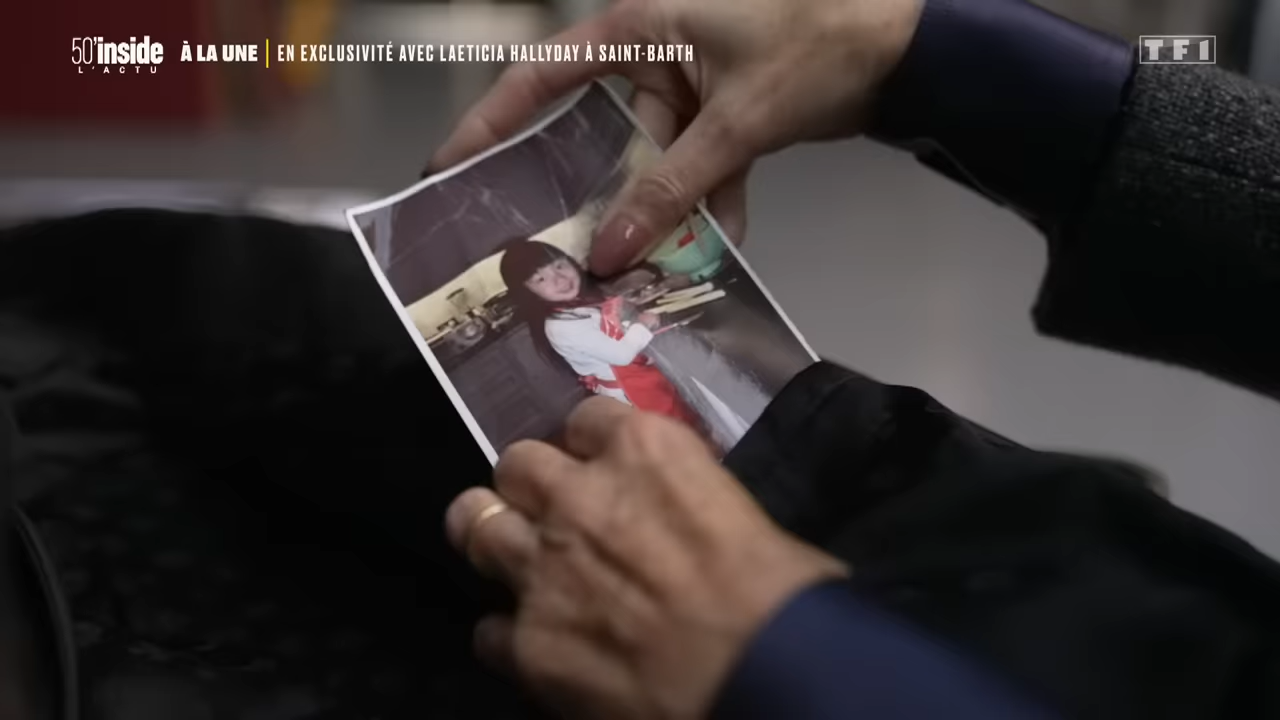 50'inside À LA UNE | EN EXCLUSIVITÉ AVEC LAETICIA HALLYDAY À SAINT-BARTH
L'ACTU
TF1